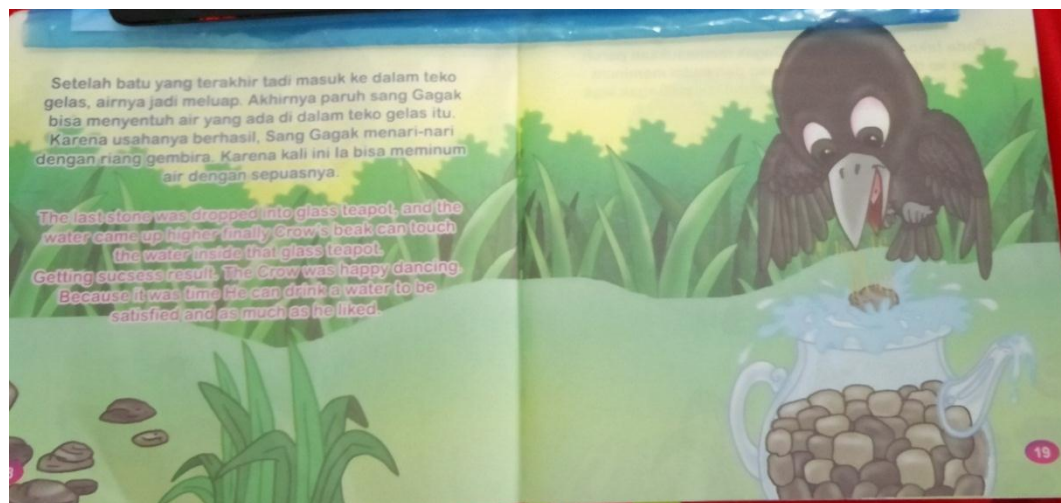 Setelah batu yang terakhir tadi masuk ke dalam teko
gelas, airnya jadi meluap. Akhirnya paruh sang Gagak
bisa menyentuh air yang ada di dalam teko gelas itu.
Karena usahanya berhasil, Sang Gagak menari-nari
dengan riang gembira. Karena kali ini Ia bisa meminum
air dengan sepuasnya.
The last stone was dropped into glass teapot, and the
water came up higher finally Crow's beak can touch
the water inside that glass teapot.
Getting sucsess result. The Crow was happy dancing.
Because it was time He can drink a water to be
satisfied and as much as he liked.
19